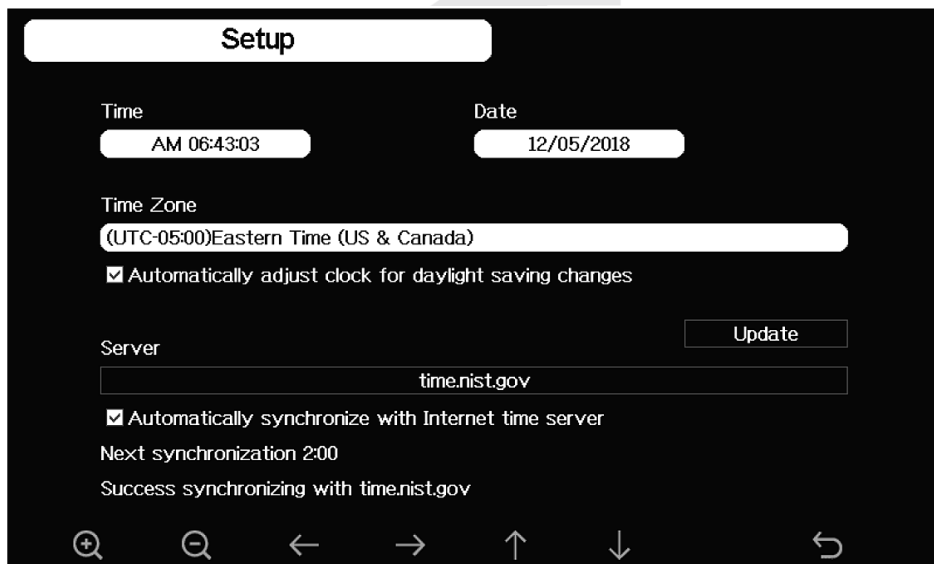 Setup
Time
Date
AM 06:43:03
12/05/2018
Time Zone
(UTC-05:00)Eastern Time (US & Canada)
Automatically adjust clock for daylight saving changes
Update
Server
time.nist.gov
Automatically synchronize with Internet time server
Next synchronization 2:00
Success synchronizing with time.nist.gov